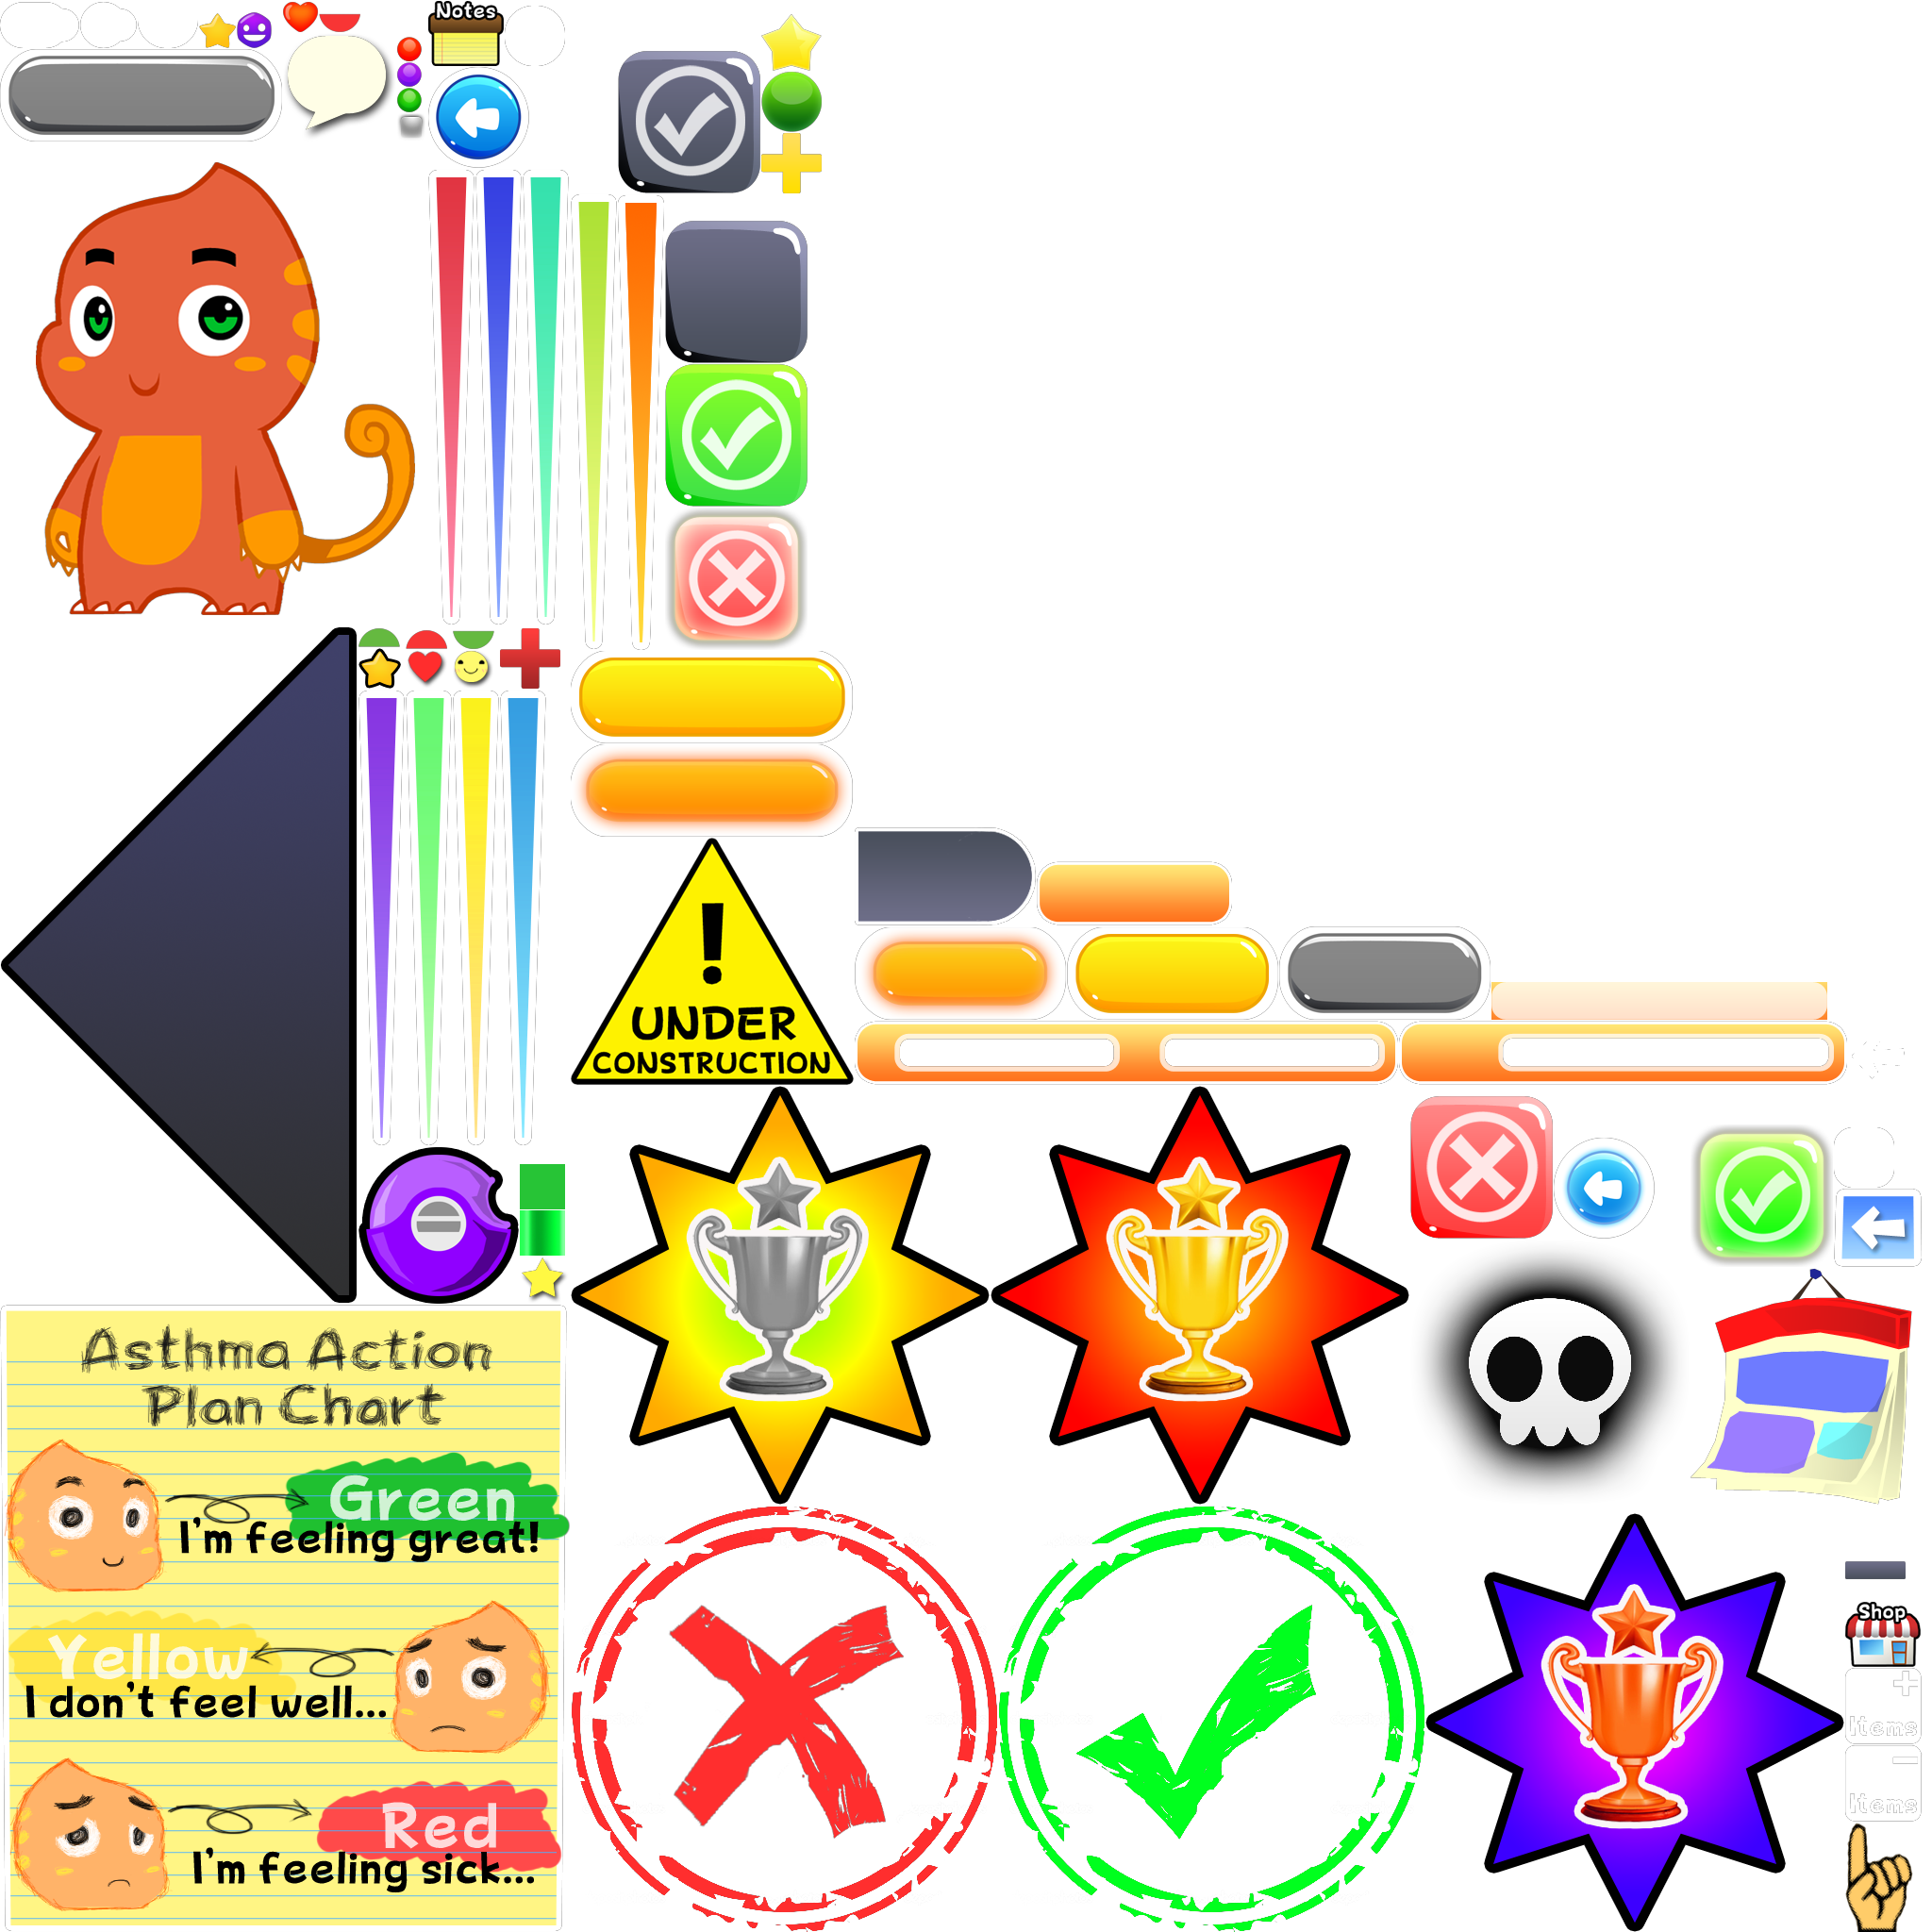 Notes
!
UNDER
CONSTRUCTION
Asthma Action
Plan Chart
Green
I'm feeling great!
Yellow
I don't feel well...
Red
I'm feeling sick...
Shop
+
Items
-
Items